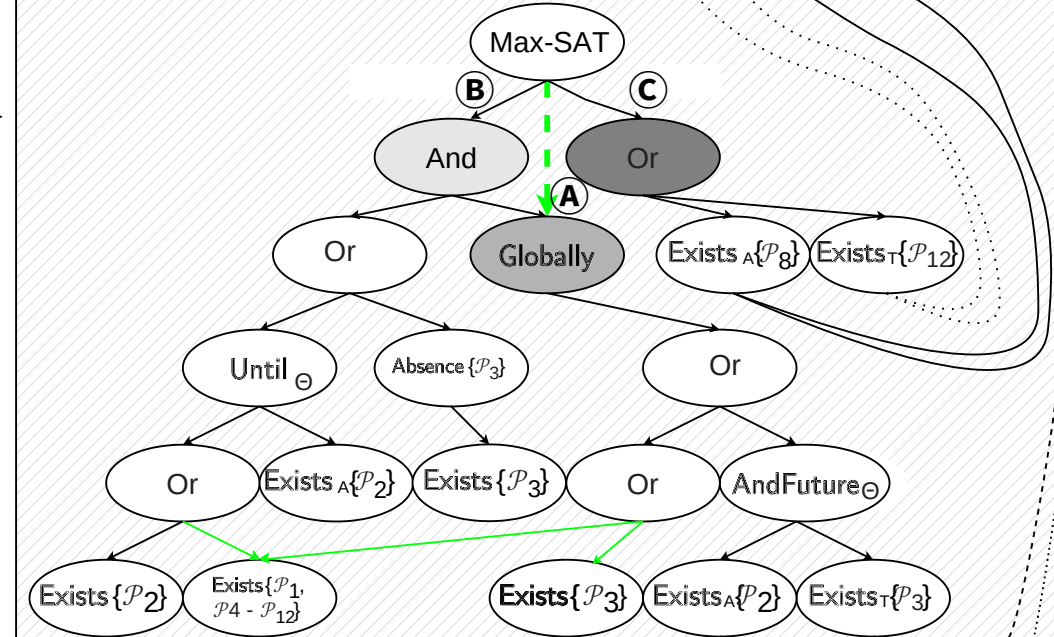 Max-SAT
B
C
And
Or
A
Or
Globally
Exists A{𝒫8}
ExistsT{𝒫12}
Until Θ
Absence {𝒫3}
Or
Or
Exists A{𝒫2}
Exists {𝒫3}
Or
AndFutureΘ
Exists {𝒫2}
Exists{𝒫1,
𝒫4 - 𝒫12}
Exists { 𝒫3}
ExistsA{𝒫2}
ExistsT{𝒫3}